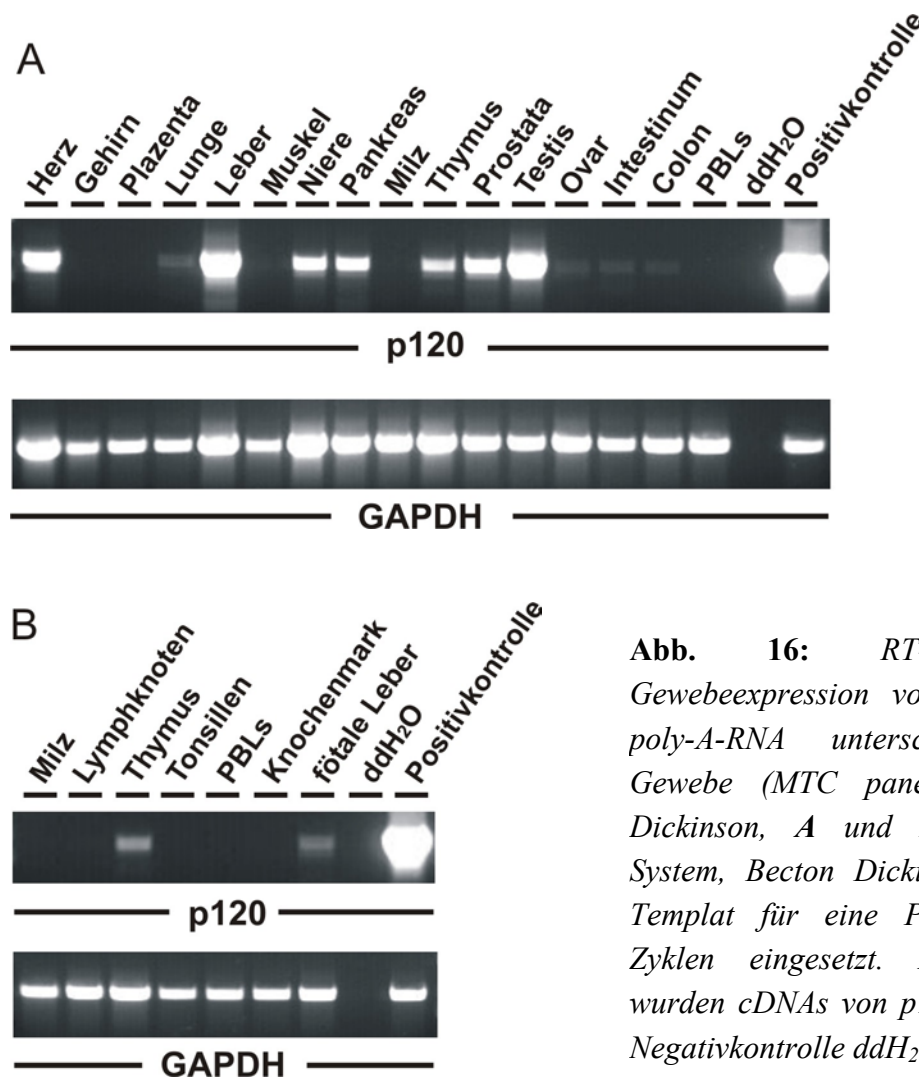 A
Herz
Gehirn
Plazenta
Lunge
Leber
Muskel
Niere
Pankreas
Milz
Thymus
Prostata
Testis
Ovar
Intestinum
Colon
PBLs
ddH₂O
Positivkontrolle
p120
GAPDH
B
Milz
Lymphknoten
Thymus
Tonsillen
PBLs
Knochenmark
fötale Leber
ddH₂O
Positivkontrolle
p120
GAPDH
Abb. 16: RT
Gewebeexpression vo
poly-A-RNA untersc
Gewebe (MTC pane
Dickinson, A und
System, Becton Dicki
Templat für eine P
Zyklen eingesetzt.
wurden cDNAs von p
Negativkontrolle ddH₂